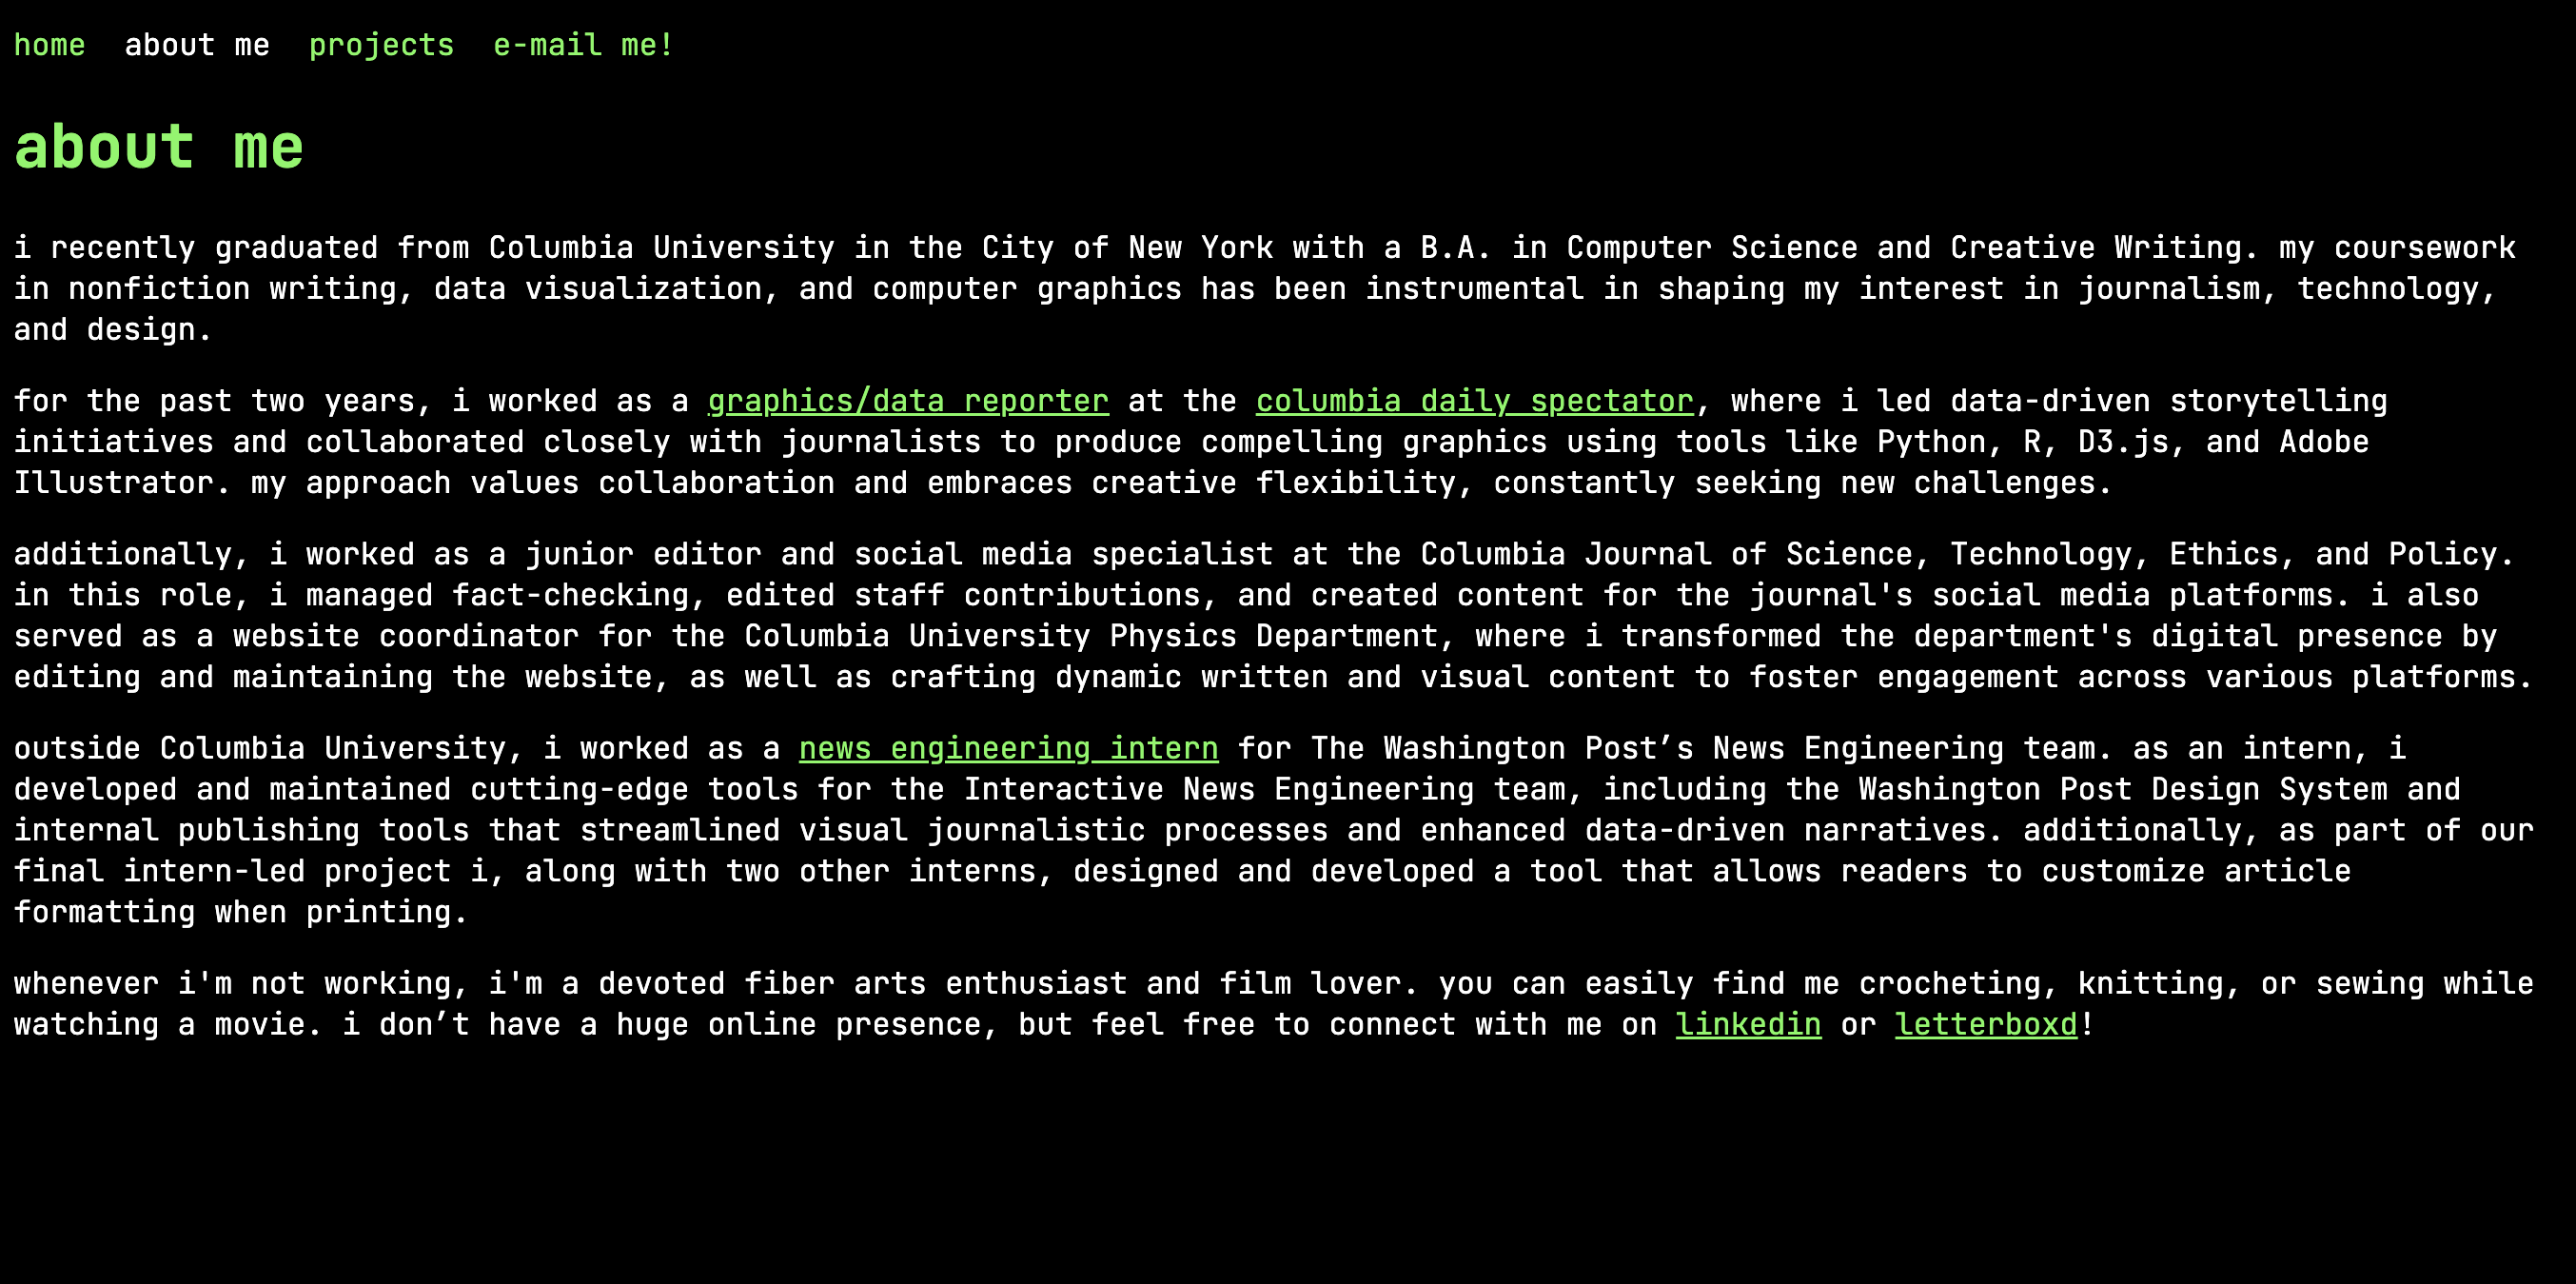 home about me projects e-mail me!
about me
i recently graduated from Columbia University in the City of New York with a B.A. in Computer Science and Creative Writing. my coursework
in nonfiction writing, data visualization, and computer graphics has been instrumental in shaping my interest in journalism, technology,
and design.
for the past two years, i worked as a graphics/data reporter at the columbia daily spectator, where i led data-driven storytelling
initiatives and collaborated closely with journalists to produce compelling graphics using tools like Python, R, D3.js, and Adobe
Illustrator. my approach values collaboration and embraces creative flexibility, constantly seeking new challenges.
additionally, i worked as a junior editor and social media specialist at the Columbia Journal of Science, Technology, Ethics, and Policy.
in this role, i managed fact-checking, edited staff contributions, and created content for the journal's social media platforms. i also
served as a website coordinator for the Columbia University Physics Department, where i transformed the department's digital presence by
editing and maintaining the website, as well as crafting dynamic written and visual content to foster engagement across various platforms.
outside Columbia University, i worked as a news engineering intern for The Washington Post’s News Engineering team. as an intern, i
developed and maintained cutting-edge tools for the Interactive News Engineering team, including the Washington Post Design System and
internal publishing tools that streamlined visual journalistic processes and enhanced data-driven narratives. additionally, as part of our
final intern-led project i, along with two other interns, designed and developed a tool that allows readers to customize article
formatting when printing.
whenever i'm not working, i'm a devoted fiber arts enthusiast and film lover. you can easily find me crocheting, knitting, or sewing while
watching a movie. i don’t have a huge online presence, but feel free to connect with me on linkedin or letterboxd!